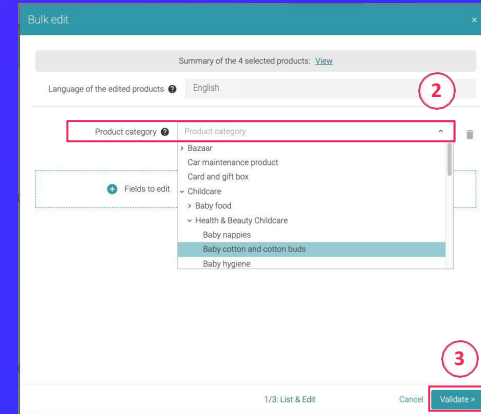 Bulk edit ×
Summary of the 4 selected products: View
Language of the edited products ? English
2
Product category ? Product category
> Bazaar
Car maintenance product
Card and gift box
Childcare
> Baby food
Health & Beauty Childcare
Baby nappies
Baby cotton and cotton buds
Baby hygiene
+ Fields to edit
3
1/3: List & Edit Cancel Validate >